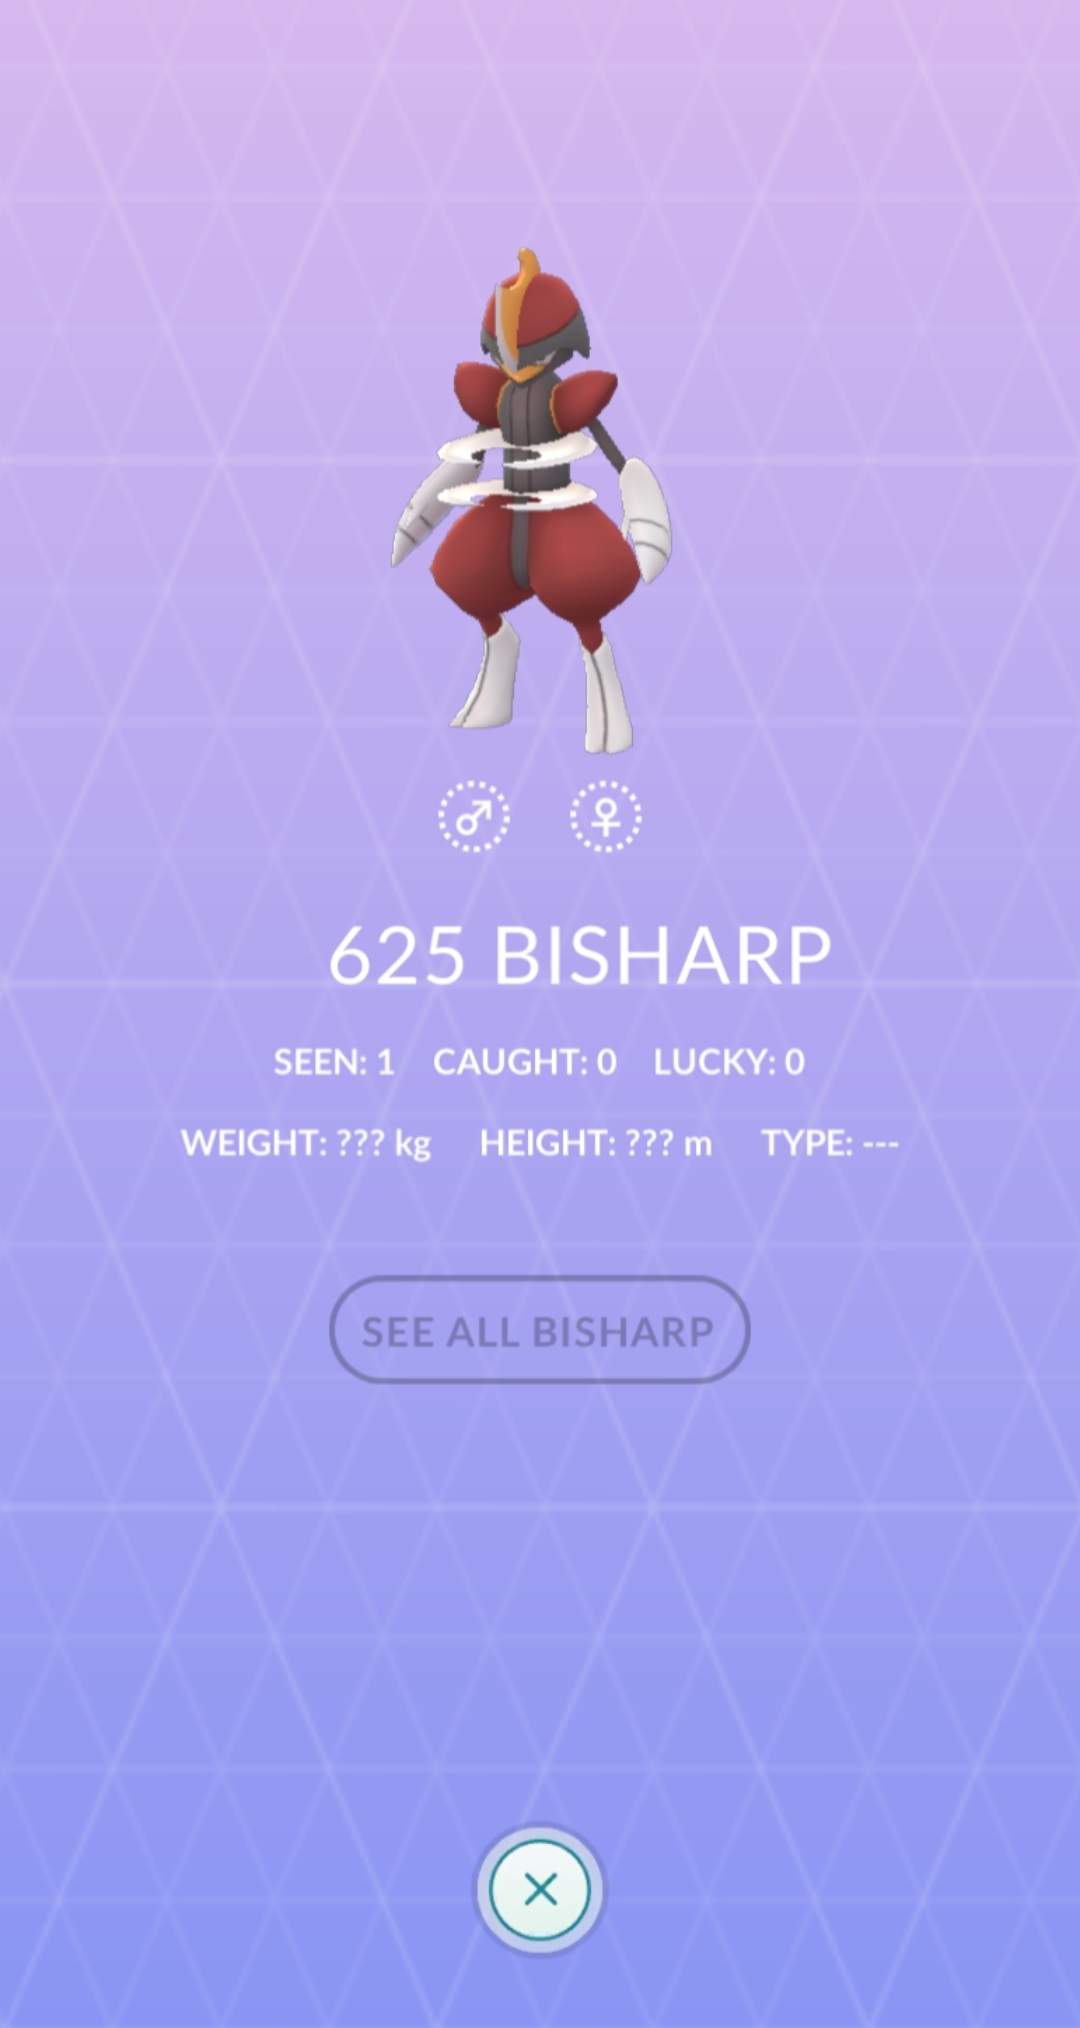 625 BISHARP
SEEN: 1 CAUGHT: 0 LUCKY: 0
WEIGHT: ??? kg HEIGHT: ??? m TYPE: ---
SEE ALL BISHARP